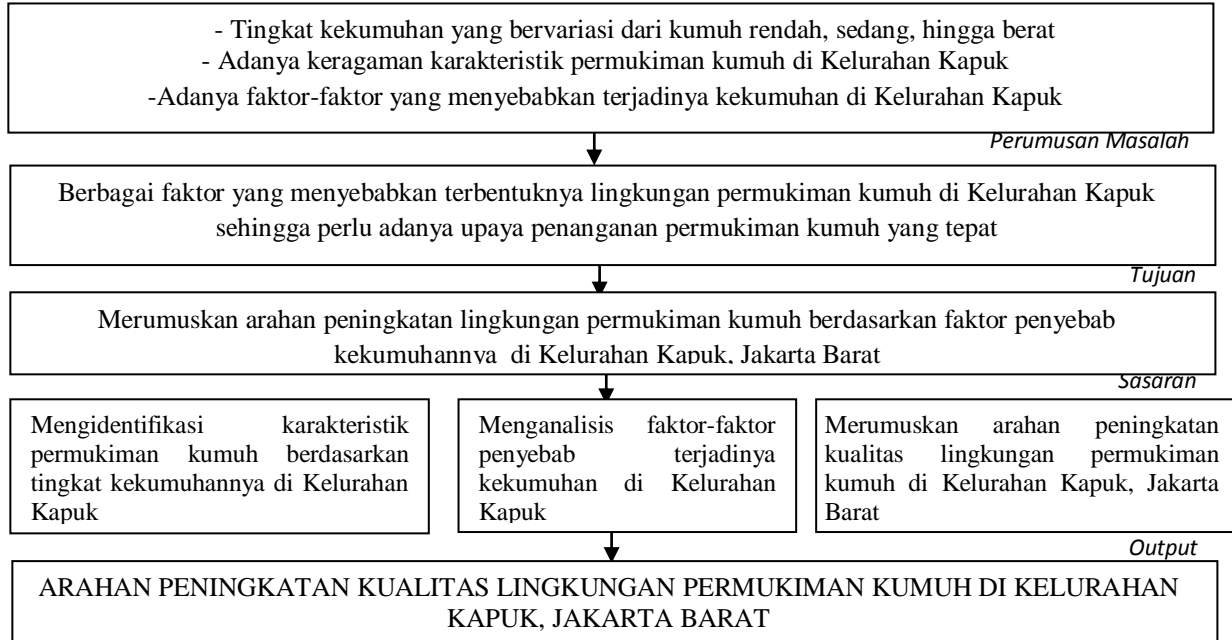 - Tingkat kekumuhan yang bervariasi dari kumuh rendah, sedang, hingga berat
- Adanya keragaman karakteristik permukiman kumuh di Kelurahan Kapuk
-Adanya faktor-faktor yang menyebabkan terjadinya kekumuhan di Kelurahan Kapuk
Perumusan Masalah
Berbagai faktor yang menyebabkan terbentuknya lingkungan permukiman kumuh di Kelurahan Kapuk
sehingga perlu adanya upaya penanganan permukiman kumuh yang tepat
Tujuan
Merumuskan arahan peningkatan lingkungan permukiman kumuh berdasarkan faktor penyebab
kekumuhannya di Kelurahan Kapuk, Jakarta Barat
Sasaran
Mengidentifikasi karakteristik
permukiman kumuh berdasarkan
tingkat kekumuhannya di Kelurahan
Kapuk
Menganalisis faktor-faktor
penyebab terjadinya
kekumuhan di Kelurahan
Kapuk
Merumuskan arahan peningkatan
kualitas lingkungan permukiman
kumuh di Kelurahan Kapuk, Jakarta
Barat
Output
ARAHAN PENINGKATAN KUALITAS LINGKUNGAN PERMUKIMAN KUMUH DI KELURAHAN
KAPUK, JAKARTA BARAT